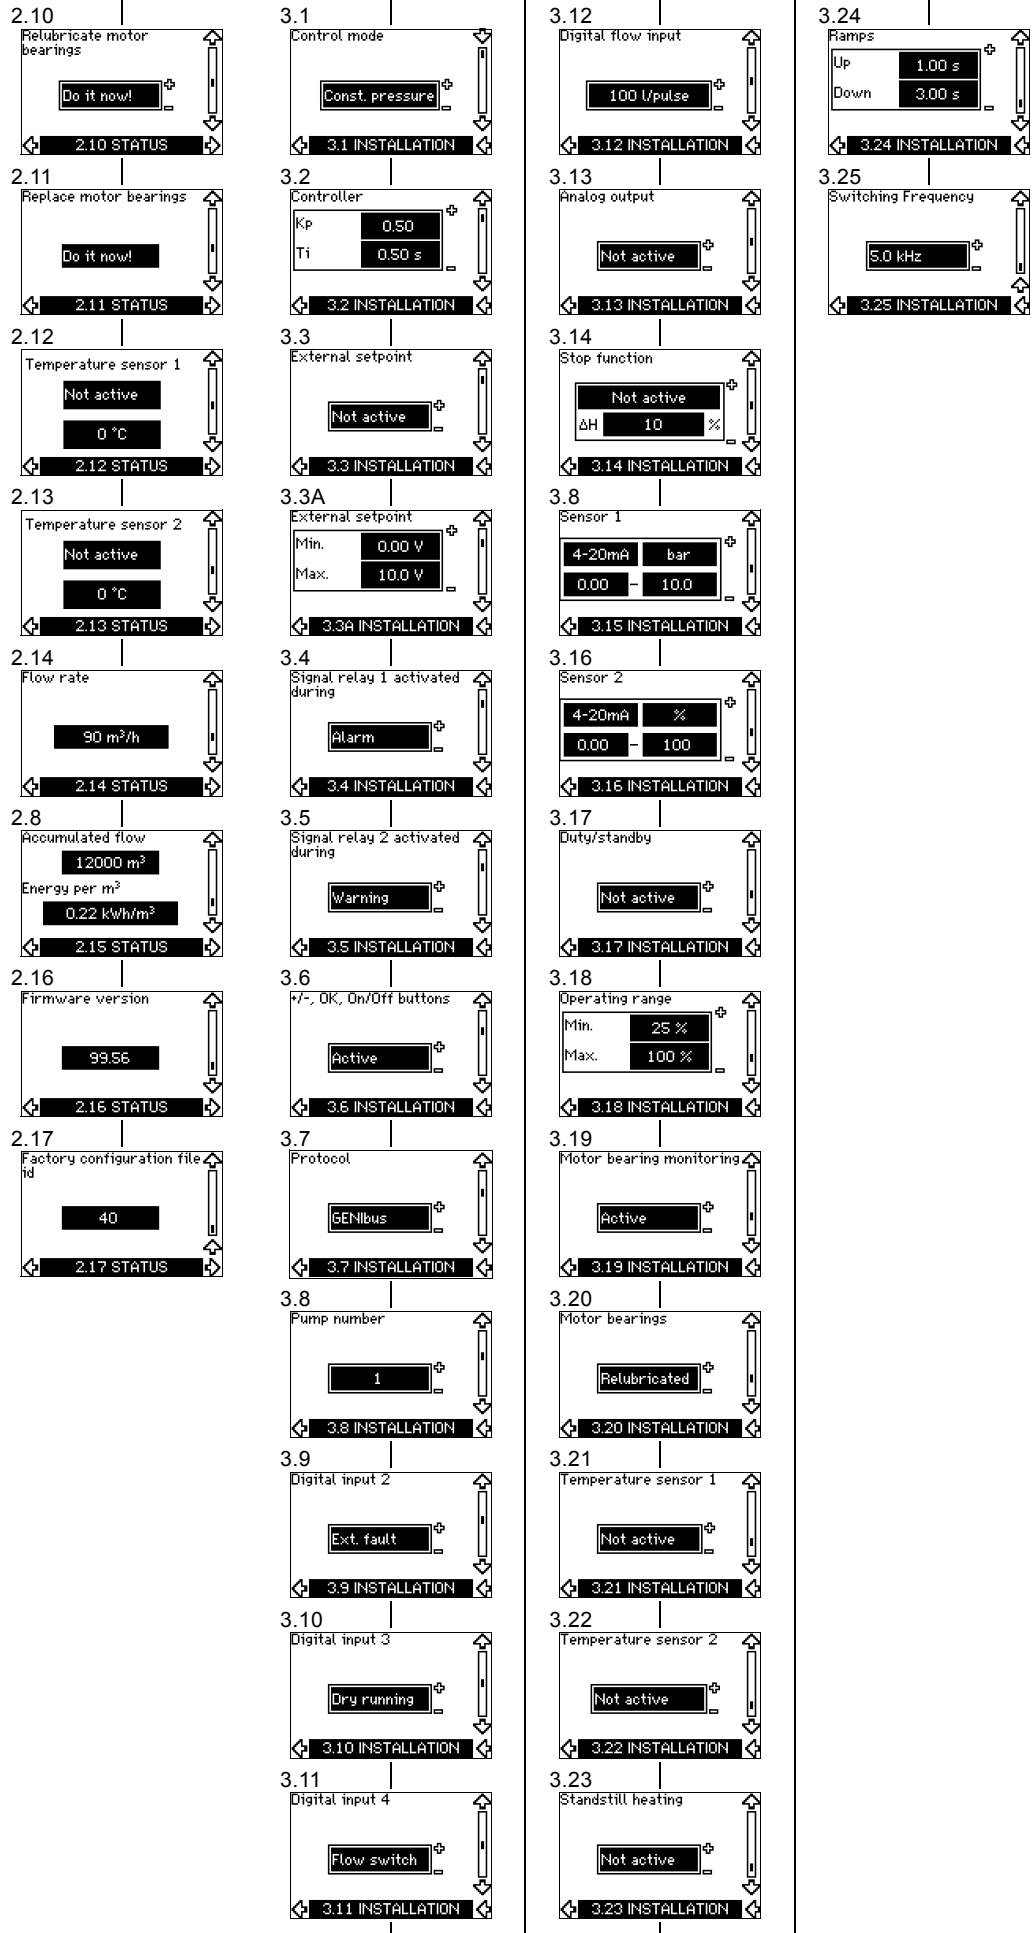 2.10
Relubricate motor
bearings
Do it now!
2.10 STATUS
2.11
Replace motor bearings
Do it now!
2.11 STATUS
2.12
Temperature sensor 1
Not active
0 °C
2.12 STATUS
2.13
Temperature sensor 2
Not active
0 °C
2.13 STATUS
2.14
Flow rate
90 m³/h
2.14 STATUS
2.8
Accumulated flow
12000 m³
Energy per m³
0.22 kWh/m³
2.15 STATUS
2.16
Firmware version
99.56
2.16 STATUS
2.17
Factory configuration file
id
40
2.17 STATUS
3.1
Control mode
Const. pressure
3.1 INSTALLATION
3.2
Controller
Kp 0.50
Ti 0.50 s
3.2 INSTALLATION
3.3
External setpoint
Not active
3.3 INSTALLATION
3.3A
External setpoint
Min. 0.00 V
Max. 10.0 V
3.3A INSTALLATION
3.4
Signal relay 1 activated
during
Alarm
3.4 INSTALLATION
3.5
Signal relay 2 activated
during
Warning
3.5 INSTALLATION
3.6
+/-, OK, On/Off buttons
Active
3.6 INSTALLATION
3.7
Protocol
GENIbus
3.7 INSTALLATION
3.8
Pump number
1
3.8 INSTALLATION
3.9
Digital input 2
Ext. fault
3.9 INSTALLATION
3.10
Digital input 3
Dry running
3.10 INSTALLATION
3.11
Digital input 4
Flow switch
3.11 INSTALLATION
3.12
Digital flow input
100 l/pulse
3.12 INSTALLATION
3.13
Analog output
Not active
3.13 INSTALLATION
3.14
Stop function
Not active
ΔH 10 %
3.14 INSTALLATION
3.8
Sensor 1
4-20mA bar
0.00 - 10.0
3.15 INSTALLATION
3.16
Sensor 2
4-20mA %
0.00 - 100
3.16 INSTALLATION
3.17
Duty/standby
Not active
3.17 INSTALLATION
3.18
Operating range
Min. 25 %
Max. 100 %
3.18 INSTALLATION
3.19
Motor bearing monitoring
Active
3.19 INSTALLATION
3.20
Motor bearings
Relubricated
3.20 INSTALLATION
3.21
Temperature sensor 1
Not active
3.21 INSTALLATION
3.22
Temperature sensor 2
Not active
3.22 INSTALLATION
3.23
Standstill heating
Not active
3.23 INSTALLATION
3.24
Ramps
Up 1.00 s
Down 3.00 s
3.24 INSTALLATION
3.25
Switching Frequency
5.0 kHz
3.25 INSTALLATION